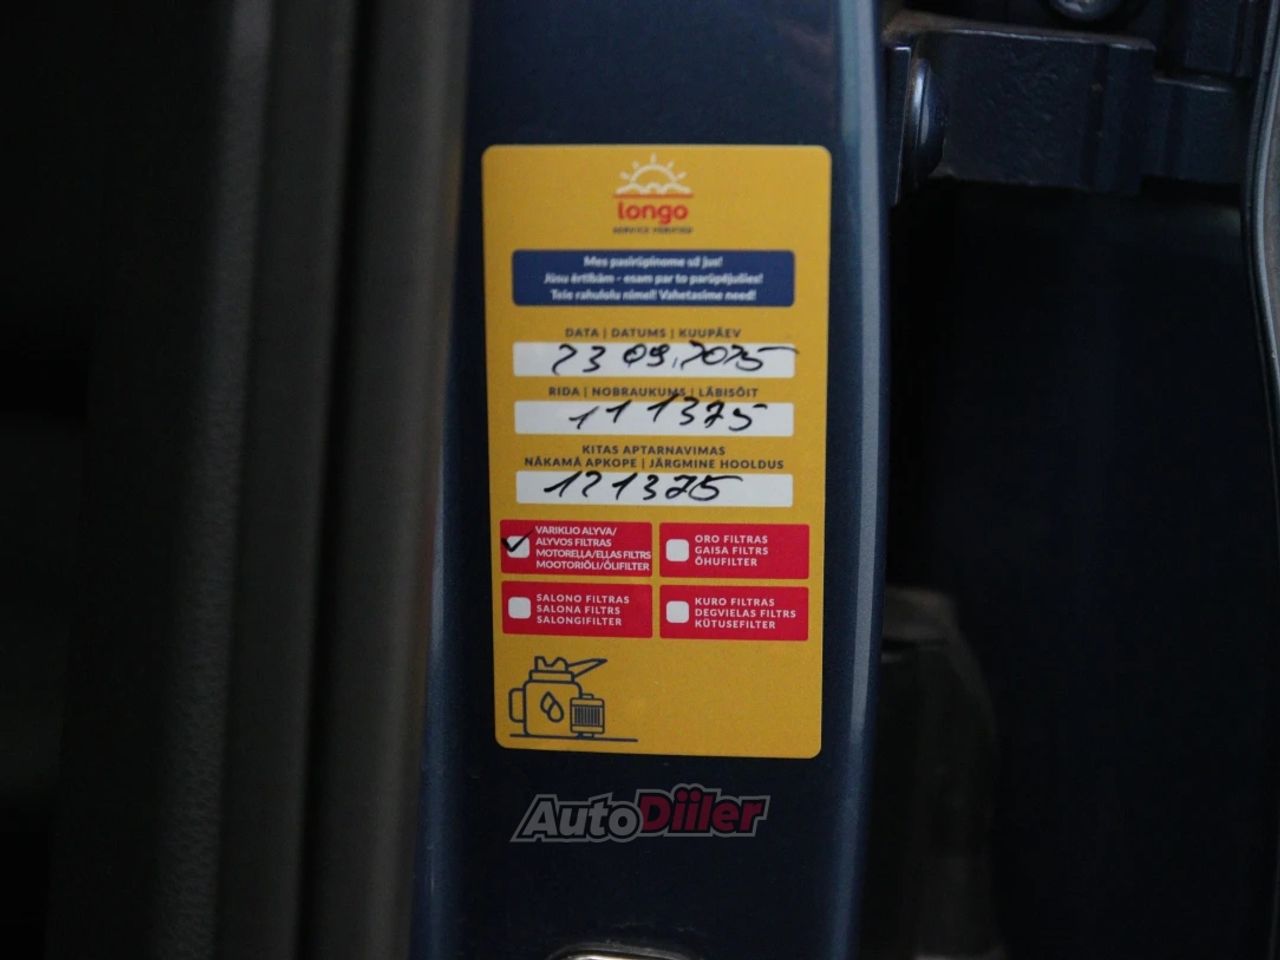 longo
SERVICE VERIFIED
Mes pasirūpinome už jus!
Jūsu ērtībām - esam par to parūpējušies!
Teie rahulolu nimel! Vahetasime need!
DATA | DATUMS | KUUPÄEV
23 09.2025
RIDA | NOBRAUKUMS | LÄBISÕIT
111375
KITAS APTARNAVIMAS
NĀKAMĀ APKOPE | JÄRGMINE HOOLDUS
121375
VARIKLIO ALYVA/
ALYVOS FILTRAS
MOTOREĻĻA/EĻĻAS FILTRS
MOOTORIÕLI/ÕLIFILTER
ORO FILTRAS
GAISA FILTRS
ÕHUFILTER
SALONO FILTRAS
SALONA FILTRS
SALONGIFILTER
KURO FILTRAS
DEGVIELAS FILTRS
KÜTUSEFILTER
AutoDiiler